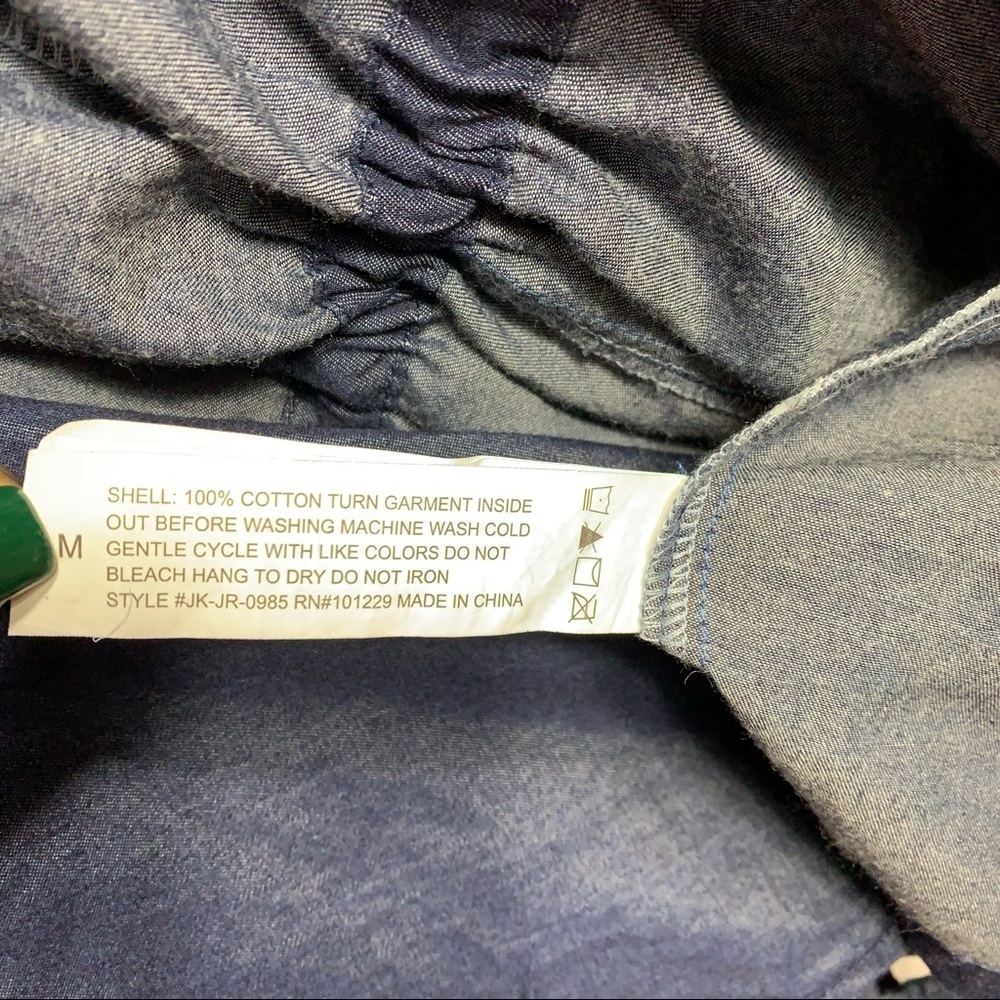 M
SHELL: 100% COTTON TURN GARMENT INSIDE
OUT BEFORE WASHING MACHINE WASH COLD
GENTLE CYCLE WITH LIKE COLORS DO NOT
BLEACH HANG TO DRY DO NOT IRON
STYLE #JK-JR-0985 RN#101229 MADE IN CHINA